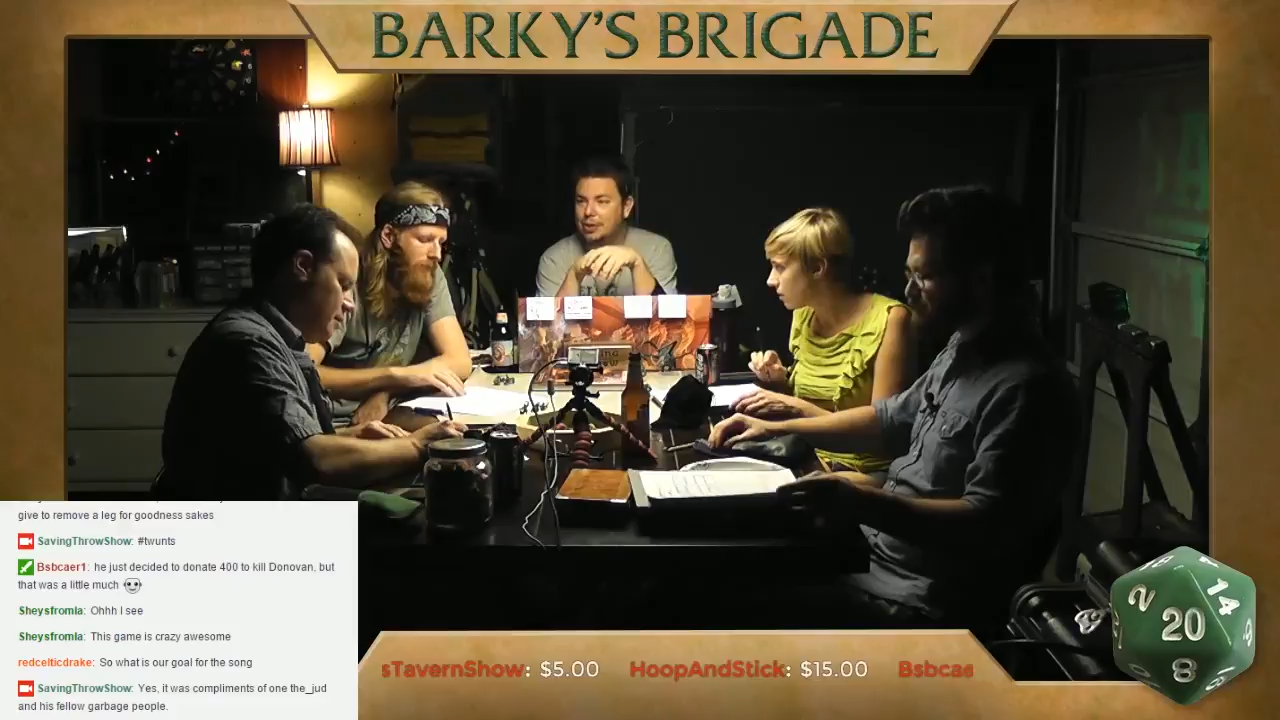 BARKY'S BRIGADE
give to remove a leg for goodness sakes
SavingThrowShow: #twunts
Bsbcaer1: he just decided to donate 400 to kill Donovan, but
that was a little much
Sheysfromla: Ohhh I see
Sheysfromla: This game is crazy awesome
redcelticdrake: So what is our goal for the song
SavingThrowShow: Yes, it was compliments of one the_jud
and his fellow garbage people.
sTavernShow: $5.00 HoopAndStick: $15.00 Bsbcae
2
14
20
8